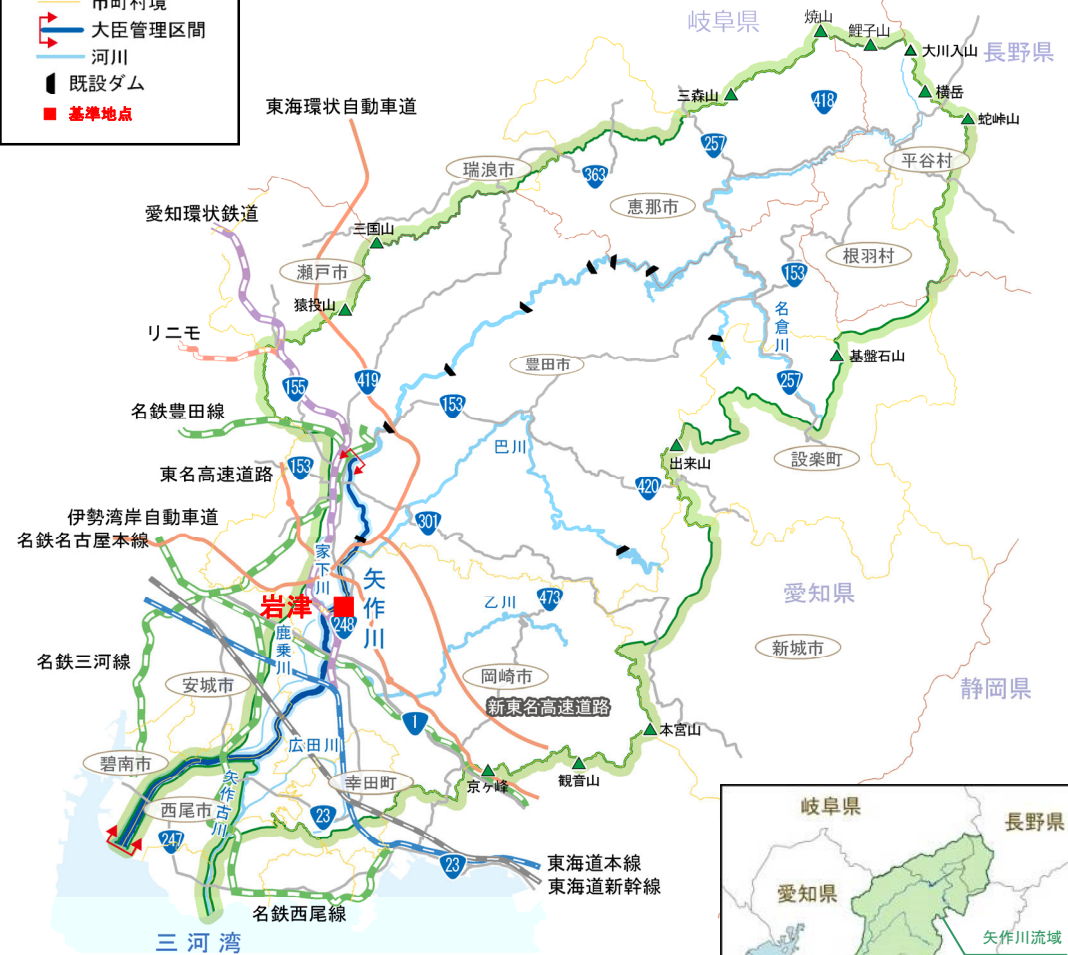 市町村境
大臣管理区間
河川
既設ダム
基準地点
岐阜県
焼山
鯉子山
大川入山
長野県
三森山
418
横岳
蛇峠山
東海環状自動車道
257
平谷村
瑞浪市
363
恵那市
愛知環状鉄道
三国山
根羽村
瀬戸市
153
猿投山
名倉川
リニモ
碁盤石山
豊田市
155
419
257
153
名鉄豊田線
巴川
出来山
設楽町
東名高速道路
153
420
伊勢湾岸自動車道
301
名鉄名古屋本線
家下川
矢作川
愛知県
岩津
248
乙川
473
鹿乗川
新城市
名鉄三河線
安城市
岡崎市
静岡県
新東名高速道路
1
本宮山
広田川
碧南市
京ヶ峰
観音山
矢作古川
幸田町
西尾市
23
247
23
東海道本線
東海道新幹線
名鉄西尾線
三河湾
岐阜県
長野県
愛知県
矢作川流域